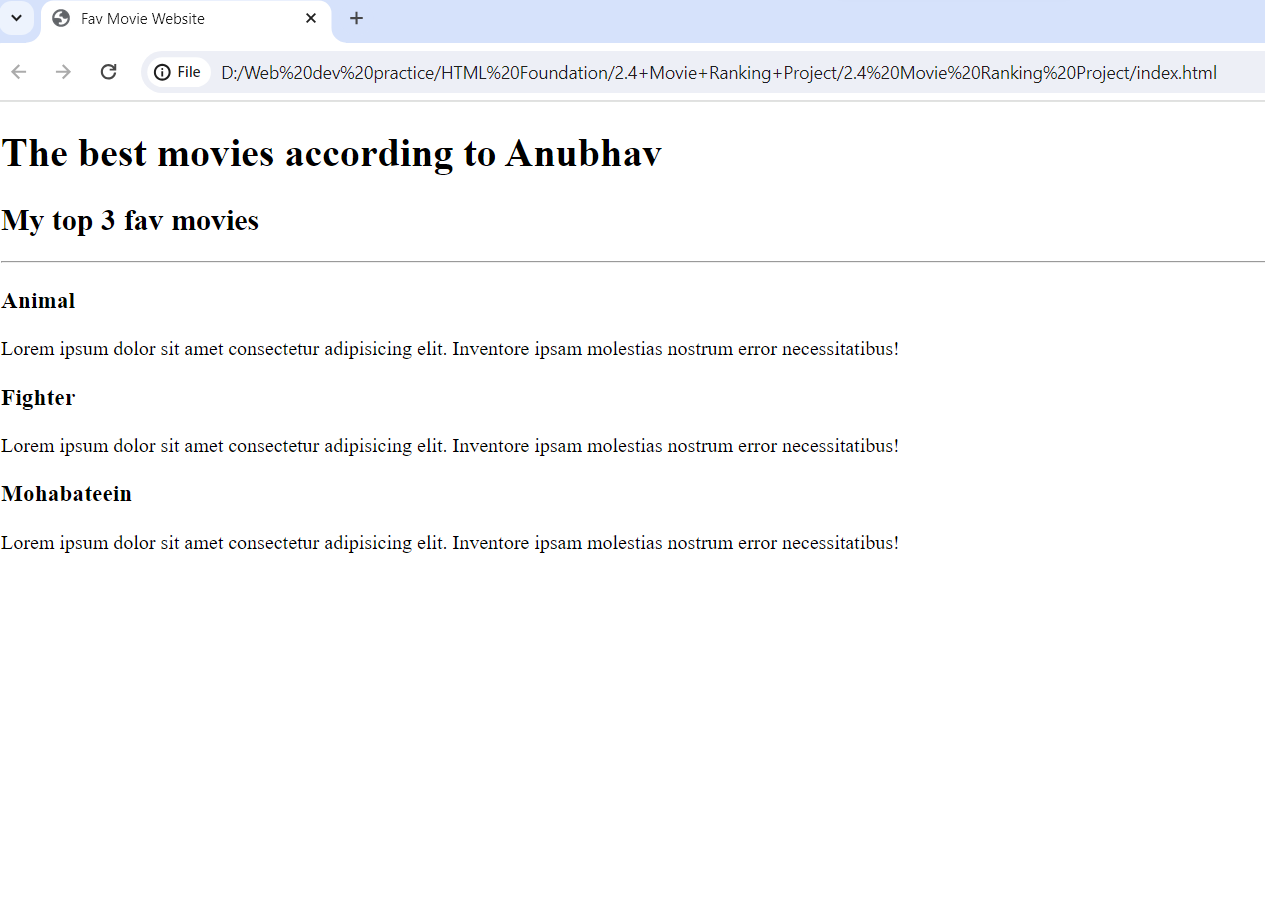 Fav Movie Website
File D:/Web%20dev%20practice/HTML%20Foundation/2.4+Movie+Ranking+Project/2.4%20Movie%20Ranking%20Project/index.html
The best movies according to Anubhav
My top 3 fav movies
Animal
Lorem ipsum dolor sit amet consectetur adipisicing elit. Inventore ipsam molestias nostrum error necessitatibus!
Fighter
Lorem ipsum dolor sit amet consectetur adipisicing elit. Inventore ipsam molestias nostrum error necessitatibus!
Mohabateein
Lorem ipsum dolor sit amet consectetur adipisicing elit. Inventore ipsam molestias nostrum error necessitatibus!